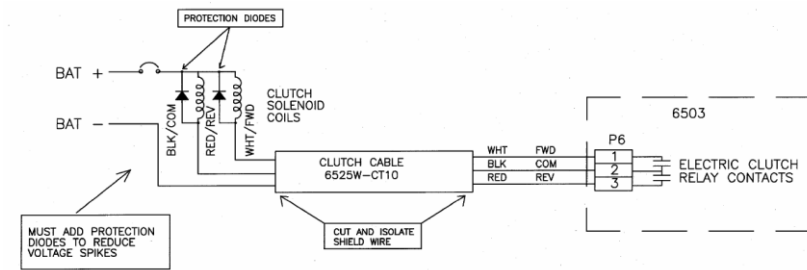 PROTECTION DIODES
BAT +
BAT –
BLK/COM
RED/REV
WHT/FWD
CLUTCH
SOLENOID
COILS
CLUTCH CABLE
6525W-CT10
WHT FWD
BLK COM
RED REV
P6
1
2
3
6503
ELECTRIC CLUTCH
RELAY CONTACTS
MUST ADD PROTECTION
DIODES TO REDUCE
VOLTAGE SPIKES
CUT AND ISOLATE
SHIELD WIRE